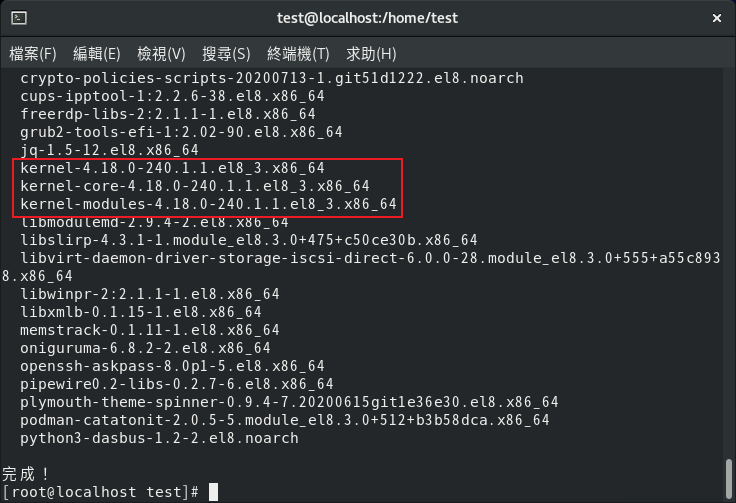 test@localhost:/home/test
檔案(F) 編輯(E) 檢視(V) 搜尋(S) 終端機(T) 求助(H)
crypto-policies-scripts-20200713-1.git51d1222.el8.noarch
cups-ipptool-1:2.2.6-38.el8.x86_64
freerdp-libs-2:2.1.1-1.el8.x86_64
grub2-tools-efi-1:2.02-90.el8.x86_64
jq-1.5-12.el8.x86_64
kernel-4.18.0-240.1.1.el8_3.x86_64
kernel-core-4.18.0-240.1.1.el8_3.x86_64
kernel-modules-4.18.0-240.1.1.el8_3.x86_64
libmodulemd-2.9.4-2.el8.x86_64
libslirp-4.3.1-1.module_el8.3.0+475+c50ce30b.x86_64
libvirt-daemon-driver-storage-iscsi-direct-6.0.0-28.module_el8.3.0+555+a55c893
8.x86_64
libwinpr-2:2.1.1-1.el8.x86_64
libxmlb-0.1.15-1.el8.x86_64
memstrack-0.1.11-1.el8.x86_64
oniguruma-6.8.2-2.el8.x86_64
openssh-askpass-8.0p1-5.el8.x86_64
pipewire0.2-libs-0.2.7-6.el8.x86_64
plymouth-theme-spinner-0.9.4-7.20200615git1e36e30.el8.x86_64
podman-catatonit-2.0.5-5.module_el8.3.0+512+b3b58dca.x86_64
python3-dasbus-1.2-2.el8.noarch
完成！
[root@localhost test]#